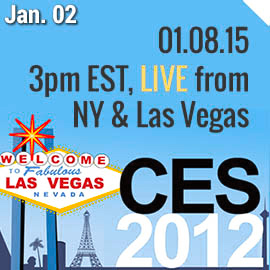 Jan. 02
01.08.15
3pm EST, LIVE from
NY & Las Vegas
WELCOME
TO Fabulous
LAS VEGAS
NEVADA
CES
2012